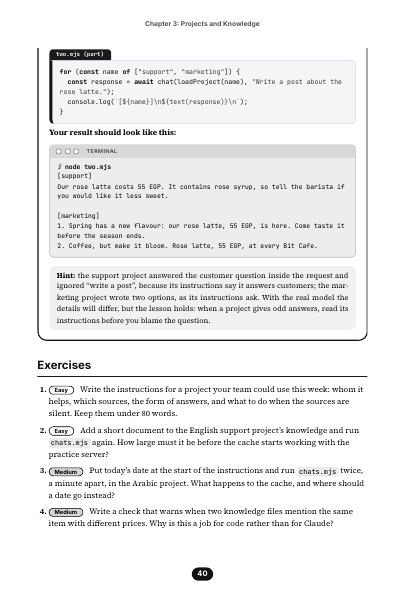 Chapter 3: Projects and Knowledge
two.mjs (part)
for (const name of ["support", "marketing"]) {
const response = await chat(loadProject(name), "Write a post about the
rose latte.");
console.log(`[${name}]\n${text(response)}\n`);
}
Your result should look like this:
TERMINAL
$ node two.mjs
[support]
Our rose latte costs 55 EGP. It contains rose syrup, so tell the barista if
you would like it less sweet.
[marketing]
1. Spring has a new flavour: our rose latte, 55 EGP, is here. Come taste it
before the season ends.
2. Coffee, but make it bloom. Rose latte, 55 EGP, at every Bit Cafe.
Hint: the support project answered the customer question inside the request and
ignored “write a post”, because its instructions say it answers customers; the mar-
keting project wrote two options, as its instructions ask. With the real model the
details will differ, but the lesson holds: when a project gives odd answers, read its
instructions before you blame the question.
Exercises
1. Easy Write the instructions for a project your team could use this week: whom it
helps, which sources, the form of answers, and what to do when the sources are
silent. Keep them under 80 words.
2. Easy Add a short document to the English support project’s knowledge and run
chats.mjs again. How large must it be before the cache starts working with the
practice server?
3. Medium Put today’s date at the start of the instructions and run chats.mjs twice,
a minute apart, in the Arabic project. What happens to the cache, and where should
a date go instead?
4. Medium Write a check that warns when two knowledge files mention the same
item with different prices. Why is this a job for code rather than for Claude?
40